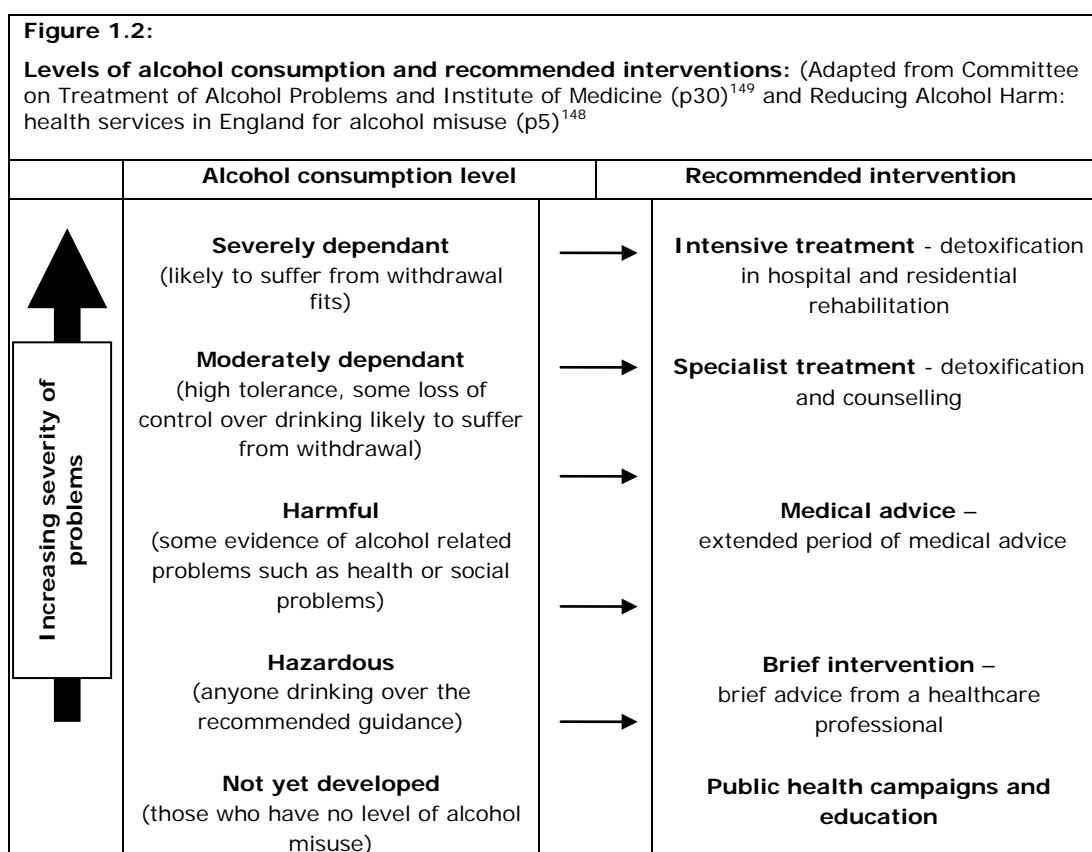 Figure 1.2:
Levels of alcohol consumption and recommended interventions: (Adapted from Committee
on Treatment of Alcohol Problems and Institute of Medicine (p30)149 and Reducing Alcohol Harm:
health services in England for alcohol misuse (p5)148
Alcohol consumption level
Recommended intervention
Increasing severity of
problems
Severely dependant
(likely to suffer from withdrawal
fits)
Intensive treatment - detoxification
in hospital and residential
rehabilitation
Moderately dependant
(high tolerance, some loss of
control over drinking likely to suffer
from withdrawal)
Specialist treatment - detoxification
and counselling
Harmful
(some evidence of alcohol related
problems such as health or social
problems)
Medical advice –
extended period of medical advice
Hazardous
(anyone drinking over the
recommended guidance)
Brief intervention –
brief advice from a healthcare
professional
Not yet developed
(those who have no level of alcohol
misuse)
Public health campaigns and
education